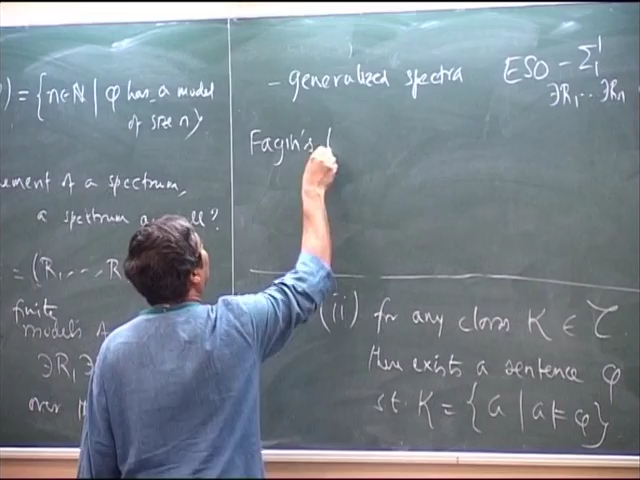 ) = {n∈ℕ | φ has a model
of size n}
ement of a spectrum,
a spectrum as
= (R₁, ... R
finite
models A
∃R₁∃
over
- generalized spectra
ESO - Σ¹₁
∃R₁...∃Rₙ
Fagin's
(ii) for any class K ∈ τ
there exists a sentence φ
st. K = {a | a ⊨ φ}